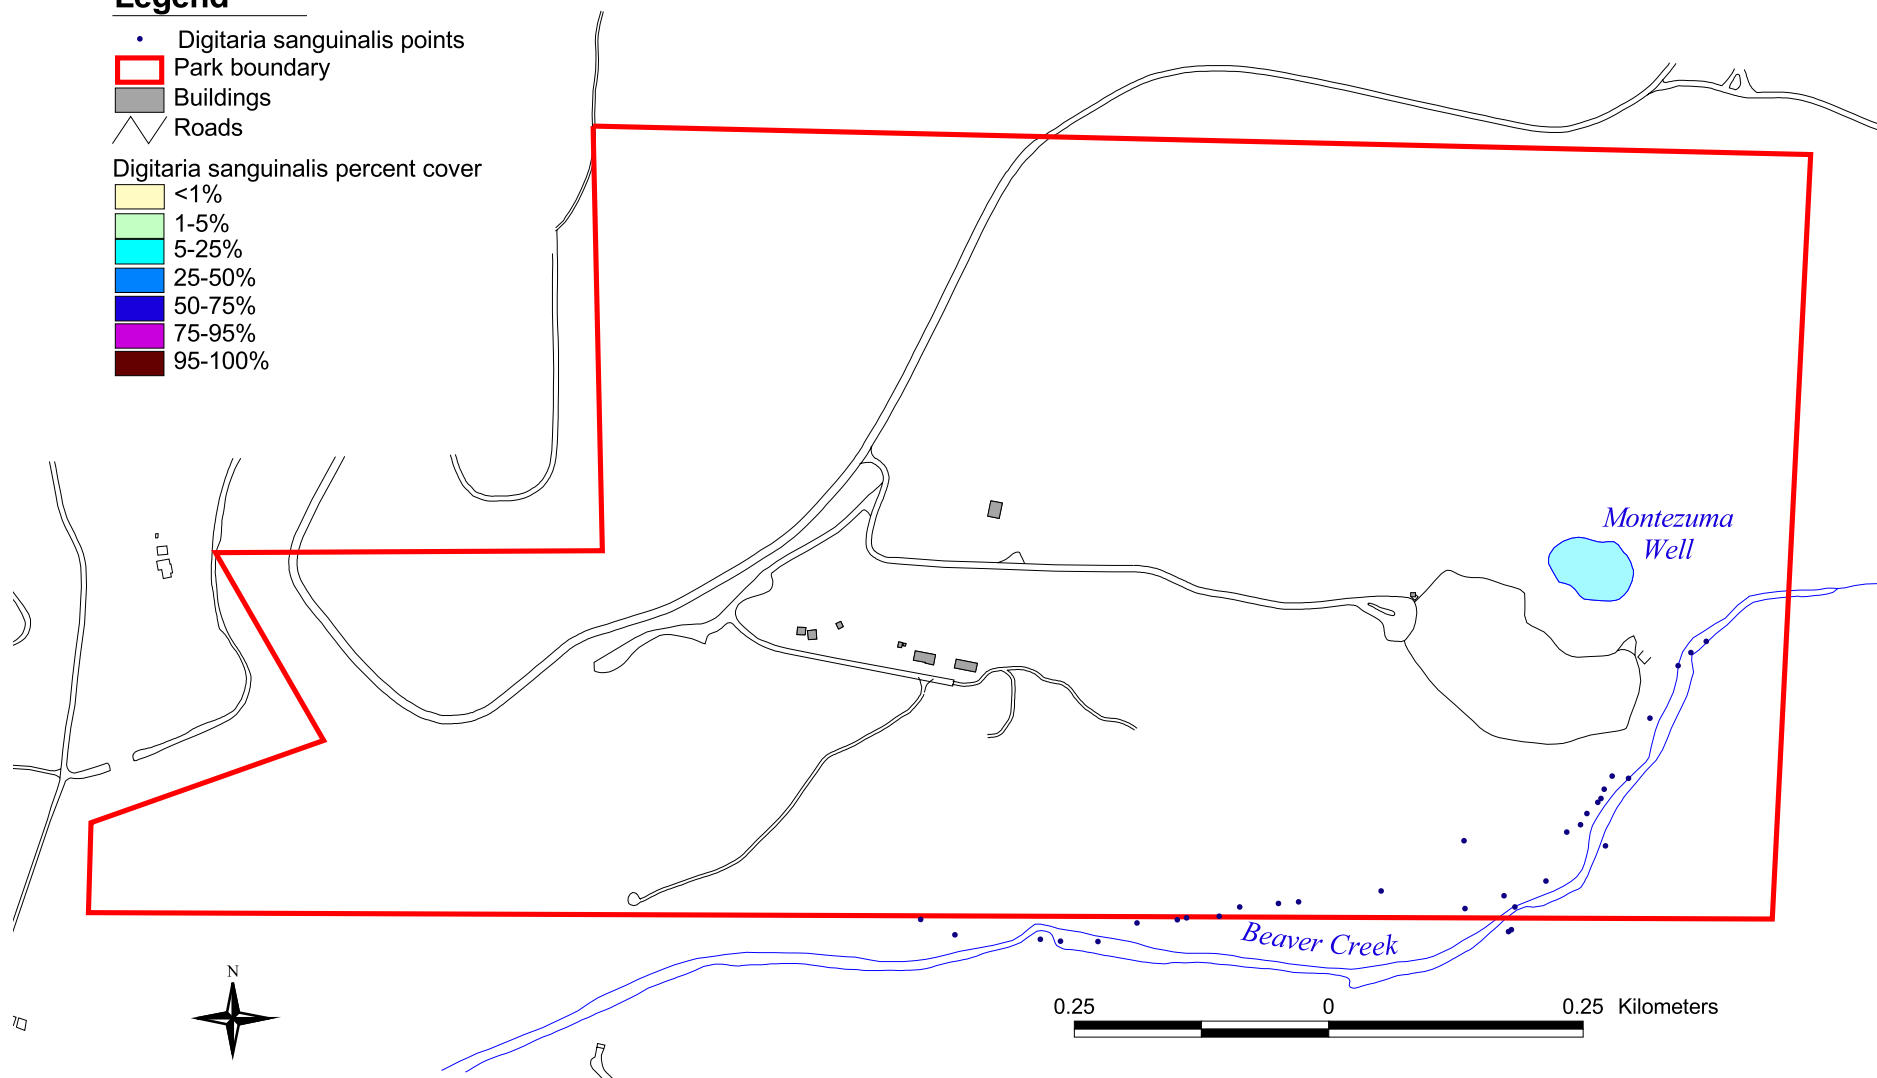 Legend
Digitaria sanguinalis points
Park boundary
Buildings
Roads
Digitaria sanguinalis percent cover
<1%
1-5%
5-25%
25-50%
50-75%
75-95%
95-100%
Montezuma
Well
Beaver Creek
N
0.25 0 0.25 Kilometers